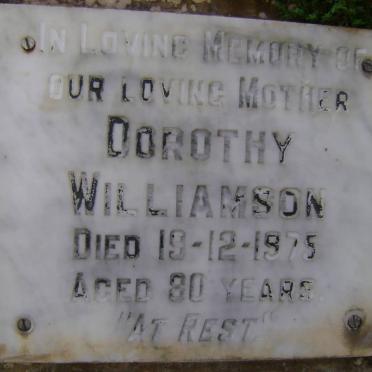 In Loving Memory of
our loving Mother
Dorothy
Williamson
Died 19-12-1975
Aged 80 years.
"At Rest"